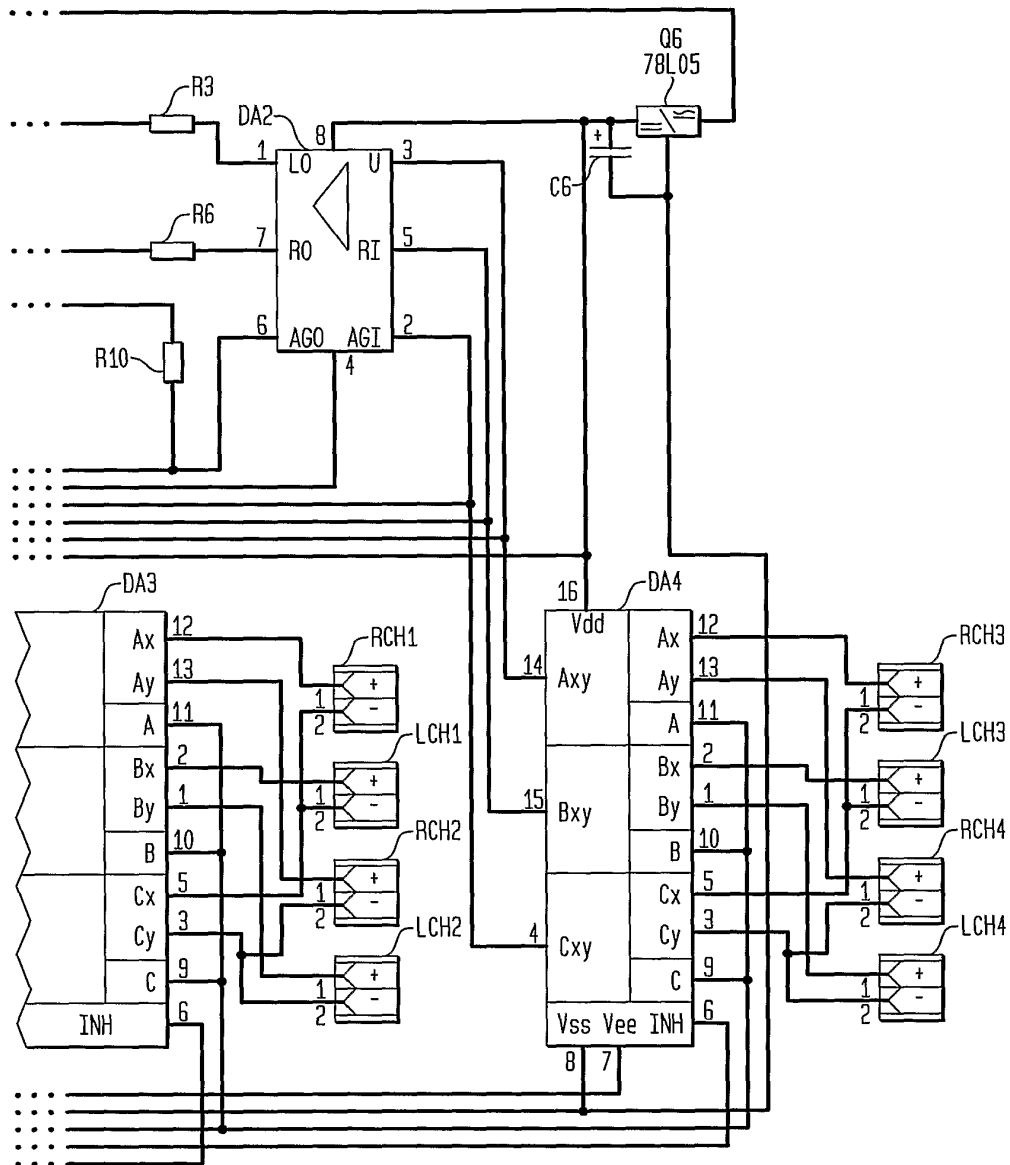 Q6
78L05
R3
DA2
8
1 LO U 3
+
C6
R6
7 RO RI 5
6 AGO AGI 2
R10
4
DA3
16
DA4
Vdd
Ax 12
RCH1
Ay 13
1 +
2 -
A 11
LCH1
Bx 2
1 +
2 -
By 1
RCH2
B 10
1 +
2 -
Cx 5
Cy 3
LCH2
C 9
1 +
2 -
INH 6
14 Axy
Ax 12
RCH3
Ay 13
1 +
2 -
A 11
LCH3
Bx 2
1 +
2 -
15 Bxy
By 1
RCH4
B 10
1 +
2 -
Cx 5
4 Cxy
Cy 3
LCH4
C 9
1 +
2 -
Vss Vee INH 6
8 7